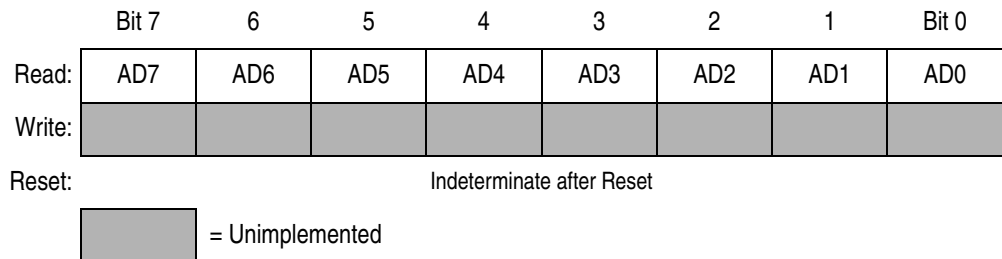 Bit 7 6 5 4 3 2 1 Bit 0
Read: AD7 AD6 AD5 AD4 AD3 AD2 AD1 AD0
Write:
Reset: Indeterminate after Reset
= Unimplemented